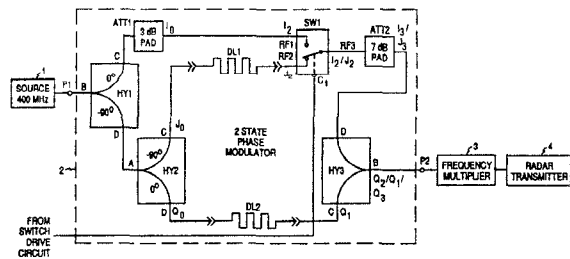 ATT1
3 dB
PAD
I0
I2
SW1
RF1
RF2
RF3
I2/J2
ATT2
7 dB
PAD
I3/
J3
C
0°
HY1
-90°
B
D
1
SOURCE
400 MHz
P1
DL1
J2
C1
C
J0
-90°
HY2
0°
A
D
Q0
2 STATE
PHASE
MODULATOR
D
HY3
B
C
Q1
Q2/Q1/
Q3
P2
3
FREQUENCY
MULTIPLIER
4
RADAR
TRANSMITTER
2
DL2
FROM
SWITCH
DRIVE
CIRCUIT